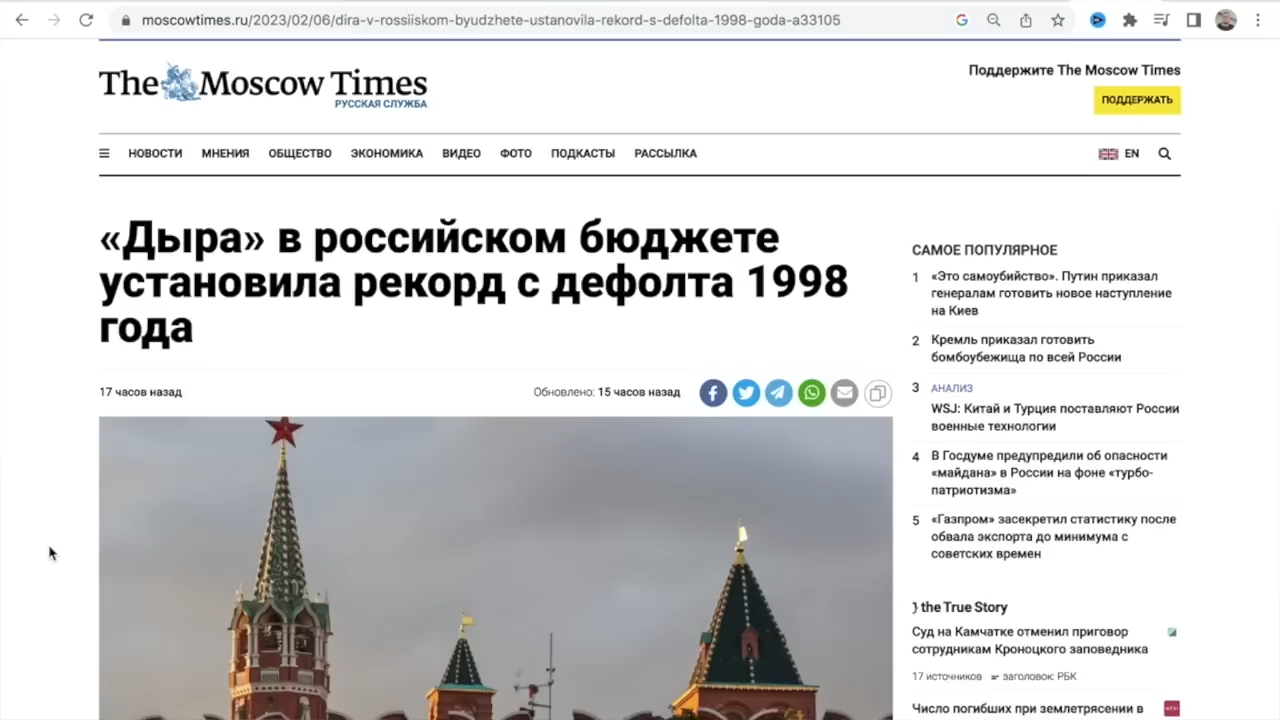 moscowtimes.ru/2023/02/06/dira-v-rossiiskom-byudzhete-ustanovila-rekord-s-defolta-1998-goda-a33105
The Moscow Times
РУССКАЯ СЛУЖБА
Поддержите The Moscow Times
ПОДДЕРЖАТЬ
НОВОСТИ МНЕНИЯ ОБЩЕСТВО ЭКОНОМИКА ВИДЕО ФОТО ПОДКАСТЫ РАССЫЛКА EN
«Дыра» в российском бюджете
установила рекорд с дефолта 1998
года
17 часов назад
Обновлено: 15 часов назад
САМОЕ ПОПУЛЯРНОЕ
1 «Это самоубийство». Путин приказал
генералам готовить новое наступление
на Киев
2 Кремль приказал готовить
бомбоубежища по всей России
3 АНАЛИЗ
WSJ: Китай и Турция поставляют России
военные технологии
4 В Госдуме предупредили об опасности
«майдана» в России на фоне «турбо-
патриотизма»
5 «Газпром» засекретил статистику после
обвала экспорта до минимума с
советских времен
the True Story
Суд на Камчатке отменил приговор
сотрудникам Кроноцкого заповедника
17 источников заголовок: РБК
Число погибших при землетрясении в